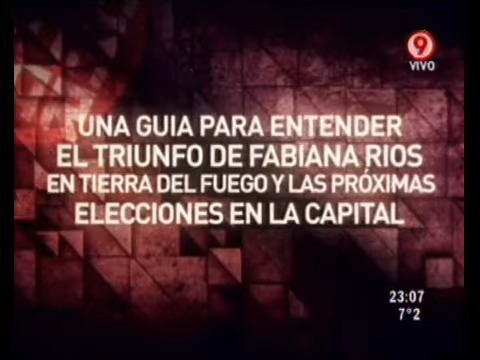 9
VIVO
UNA GUIA PARA ENTENDER
EL TRIUNFO DE FABIANA RIOS
EN TIERRA DEL FUEGO Y LAS PRÓXIMAS
ELECCIONES EN LA CAPITAL
23:07
7°2